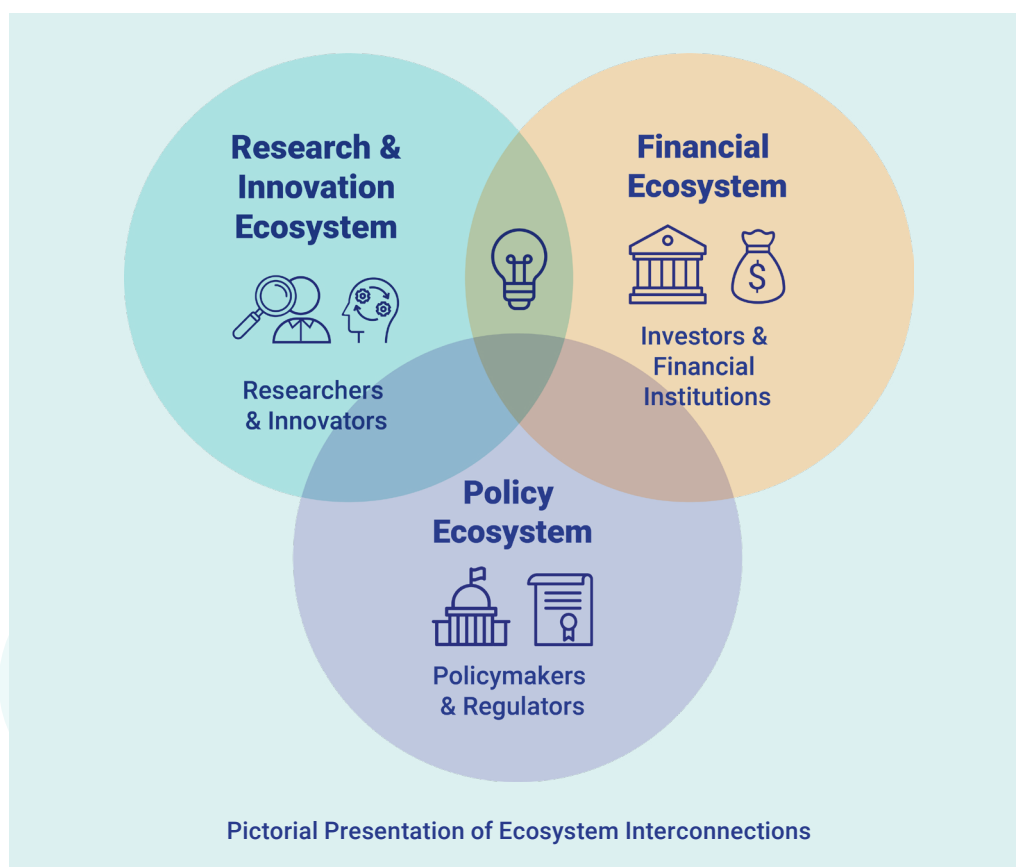 Research &
Innovation
Ecosystem
Researchers
& Innovators
Financial
Ecosystem
$
Investors &
Financial
Institutions
Policy
Ecosystem
Policymakers
& Regulators
Pictorial Presentation of Ecosystem Interconnections